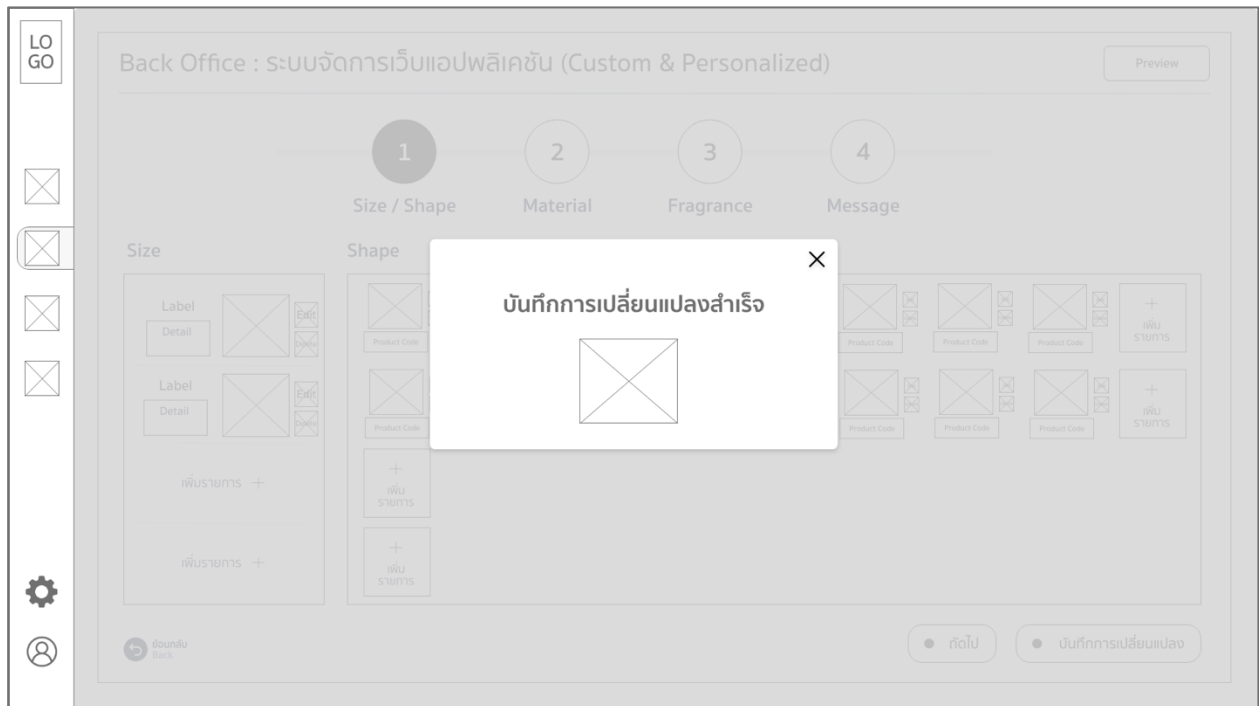 LO
GO
Back Office : ระบบจัดการเว็บแอปพลิเคชัน (Custom & Personalized)
Preview
1
2
3
4
Size / Shape
Material
Fragrance
Message
Size
Shape
บันทึกการเปลี่ยนแปลงสำเร็จ
Label
Detail
Edit
Delete
Product Code
Product Code
Product Code
Product Code
+
เพิ่ม
รายการ
Label
Detail
Edit
Delete
Product Code
Product Code
Product Code
Product Code
+
เพิ่ม
รายการ
เพิ่มรายการ +
+
เพิ่ม
รายการ
เพิ่มรายการ +
+
เพิ่ม
รายการ
ย้อนกลับ
Back
ถัดไป
บันทึกการเปลี่ยนแปลง